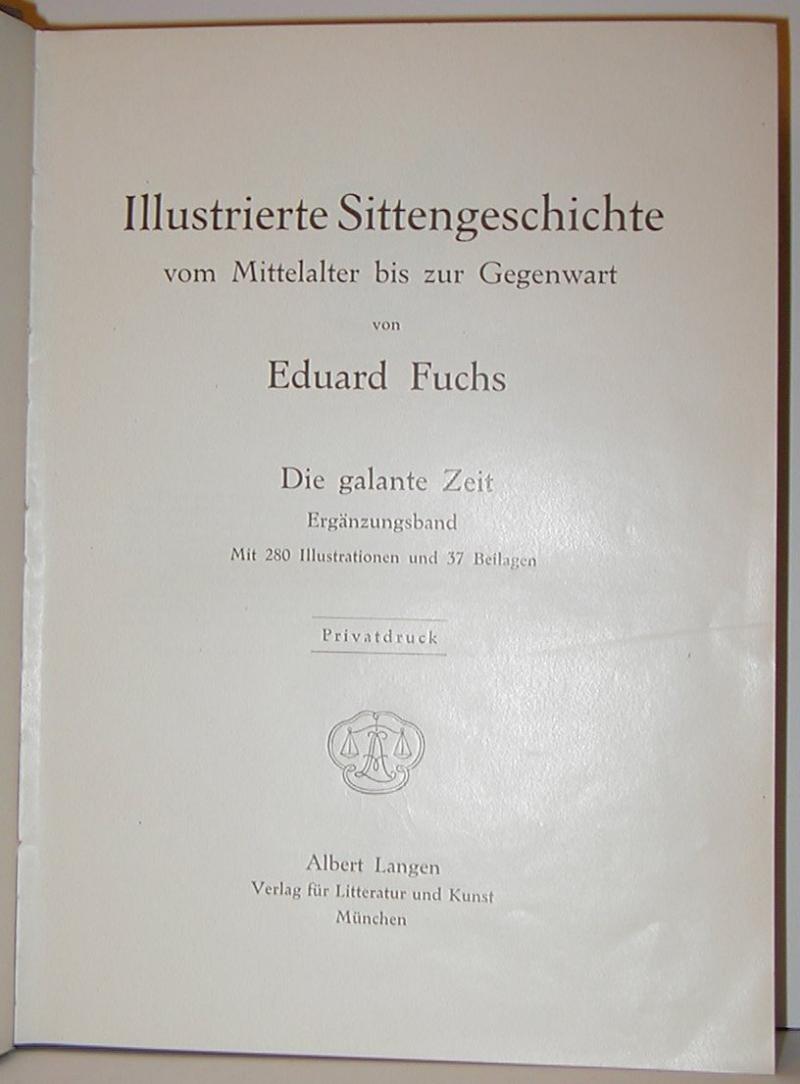 Illustrierte Sittengeschichte
vom Mittelalter bis zur Gegenwart
von
Eduard Fuchs
Die galante Zeit
Ergänzungsband
Mit 280 Illustrationen und 37 Beilagen
Privatdruck
Albert Langen
Verlag für Litteratur und Kunst
München